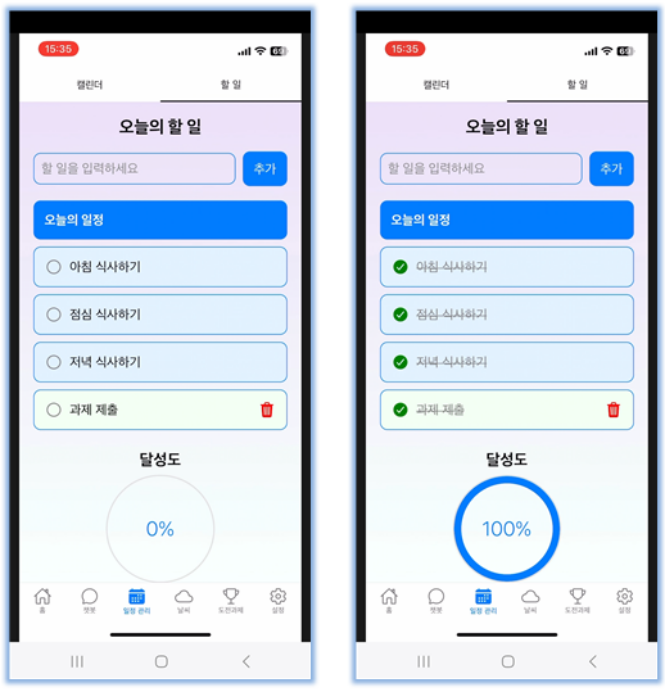 15:35
캘린더 할 일
오늘의 할 일
할 일을 입력하세요 추가
오늘의 일정
아침 식사하기
점심 식사하기
저녁 식사하기
과제 제출
달성도
0%
홈 챗봇 일정 관리 날씨 도전과제 설정
15:35
캘린더 할 일
오늘의 할 일
할 일을 입력하세요 추가
오늘의 일정
아침 식사하기
점심 식사하기
저녁 식사하기
과제 제출
달성도
100%
홈 챗봇 일정 관리 날씨 도전과제 설정